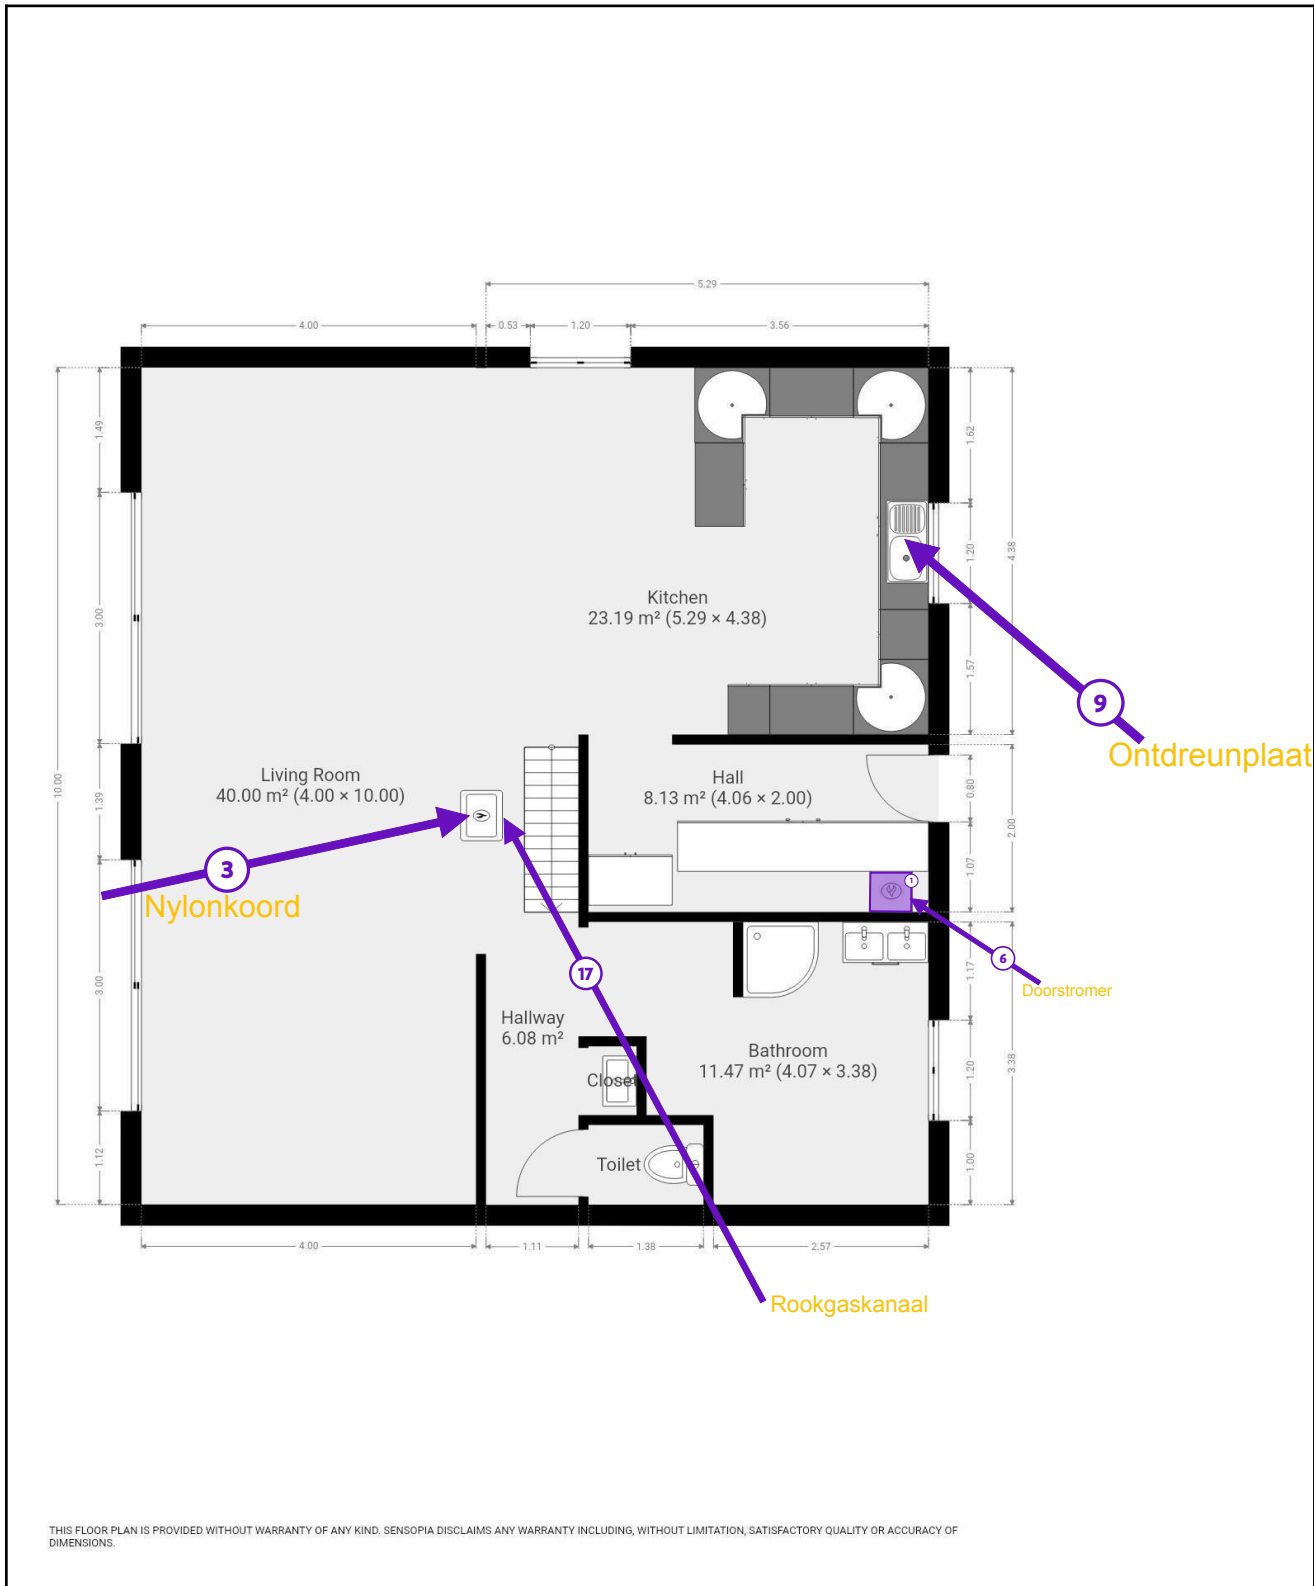 5.29
4.00
0.53
1.20
3.56
1.49
1.62
3.00
1.20
4.38
Kitchen
23.19 m² (5.29 × 4.38)
1.57
9
Ontdreunplaat
10.00
1.39
Living Room
40.00 m² (4.00 × 10.00)
Hall
8.13 m² (4.06 × 2.00)
0.80
2.00
1.07
3
Nylonkoord
1
6
Doorstromer
17
3.00
1.17
Hallway
6.08 m²
Bathroom
11.47 m² (4.07 × 3.38)
Closet
1.20
3.38
1.12
Toilet
1.00
4.00
1.11
1.38
2.57
Rookgaskanaal
THIS FLOOR PLAN IS PROVIDED WITHOUT WARRANTY OF ANY KIND. SENSOPIA DISCLAIMS ANY WARRANTY INCLUDING, WITHOUT LIMITATION, SATISFACTORY QUALITY OR ACCURACY OF
DIMENSIONS.